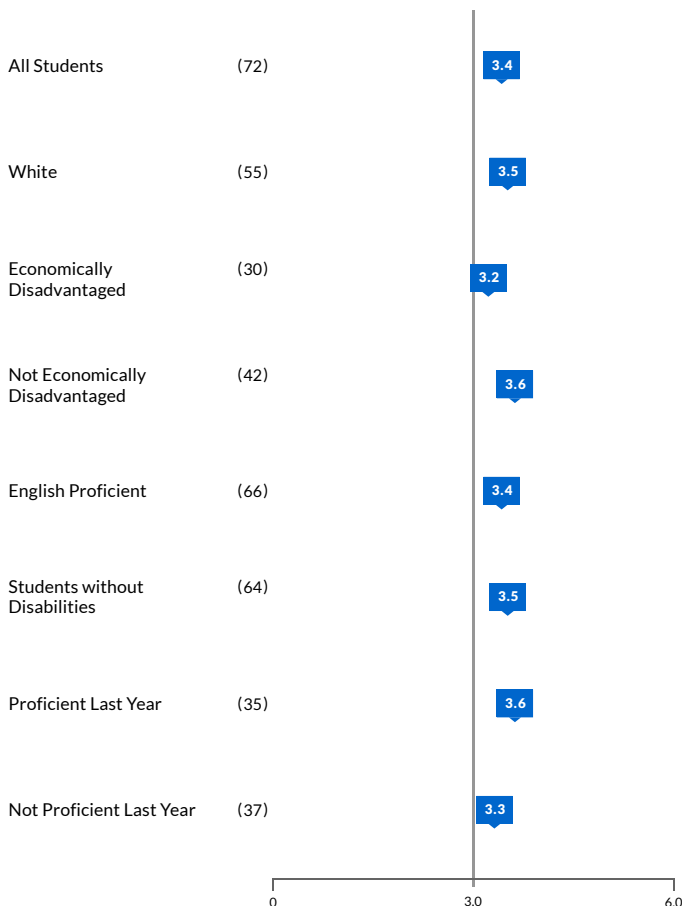 All Students (72) 3.4
White (55) 3.5
Economically (30) 3.2
Disadvantaged
Not Economically (42) 3.6
Disadvantaged
English Proficient (66) 3.4
Students without (64) 3.5
Disabilities
Proficient Last Year (35) 3.6
Not Proficient Last Year (37) 3.3
0 3.0 6.0